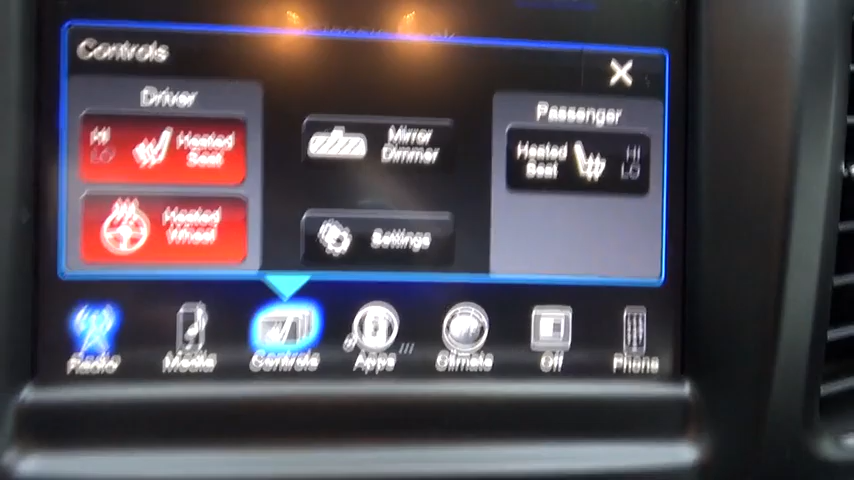 Controls
Driver
HI
LO
Heated
Seat
Heated
Wheel
Mirror
Dimmer
Settings
Passenger
Heated
Seat
HI
LO
Radio
Media
Controls
Apps
Climate
Off
Phone